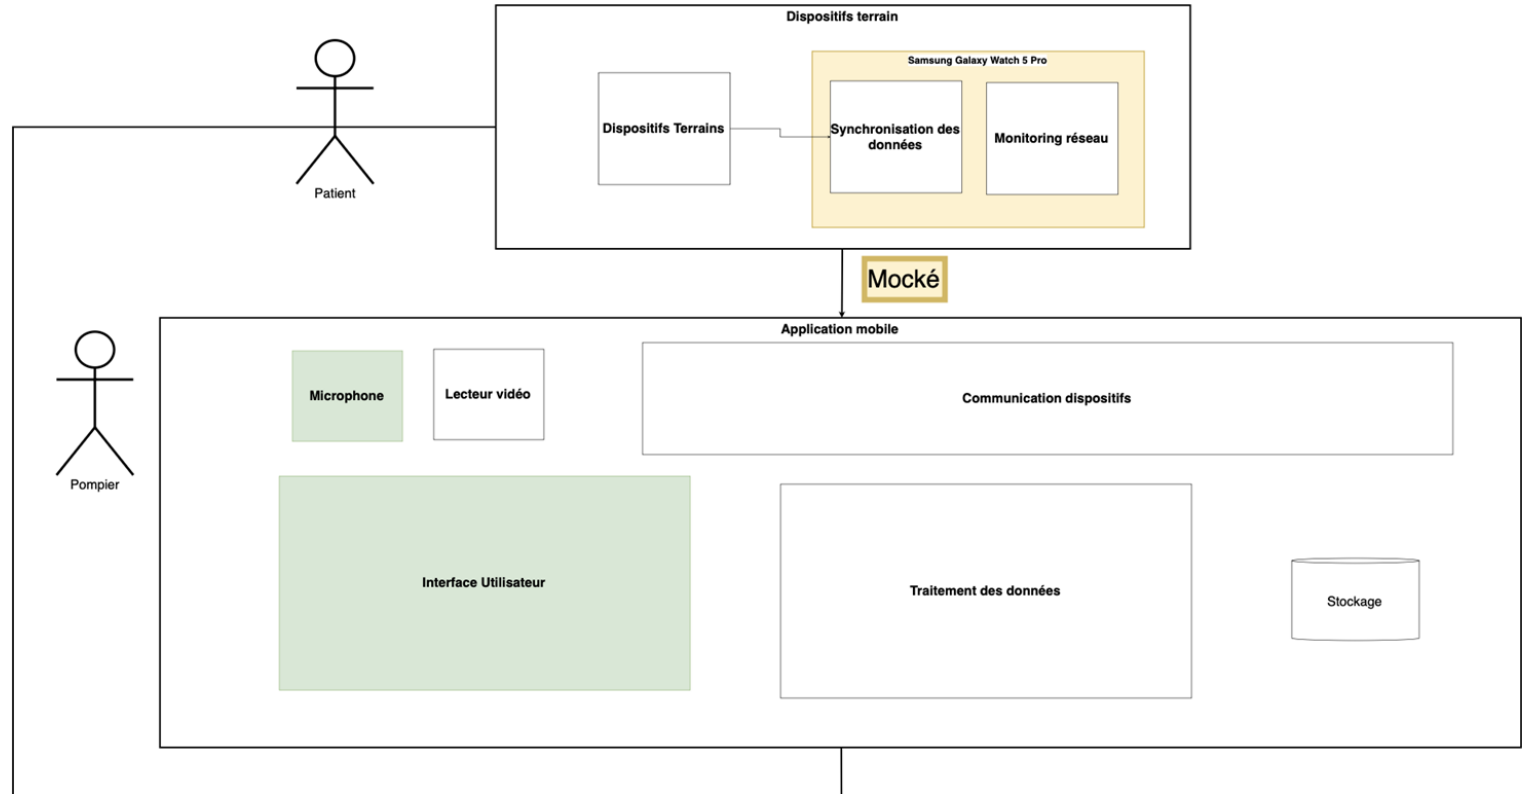 Dispositifs terrain
Samsung Galaxy Watch 5 Pro
Dispositifs Terrains
Synchronisation des
données
Monitoring réseau
Patient
Mocké
Application mobile
Microphone
Lecteur vidéo
Communication dispositifs
Pompier
Interface Utilisateur
Traitement des données
Stockage